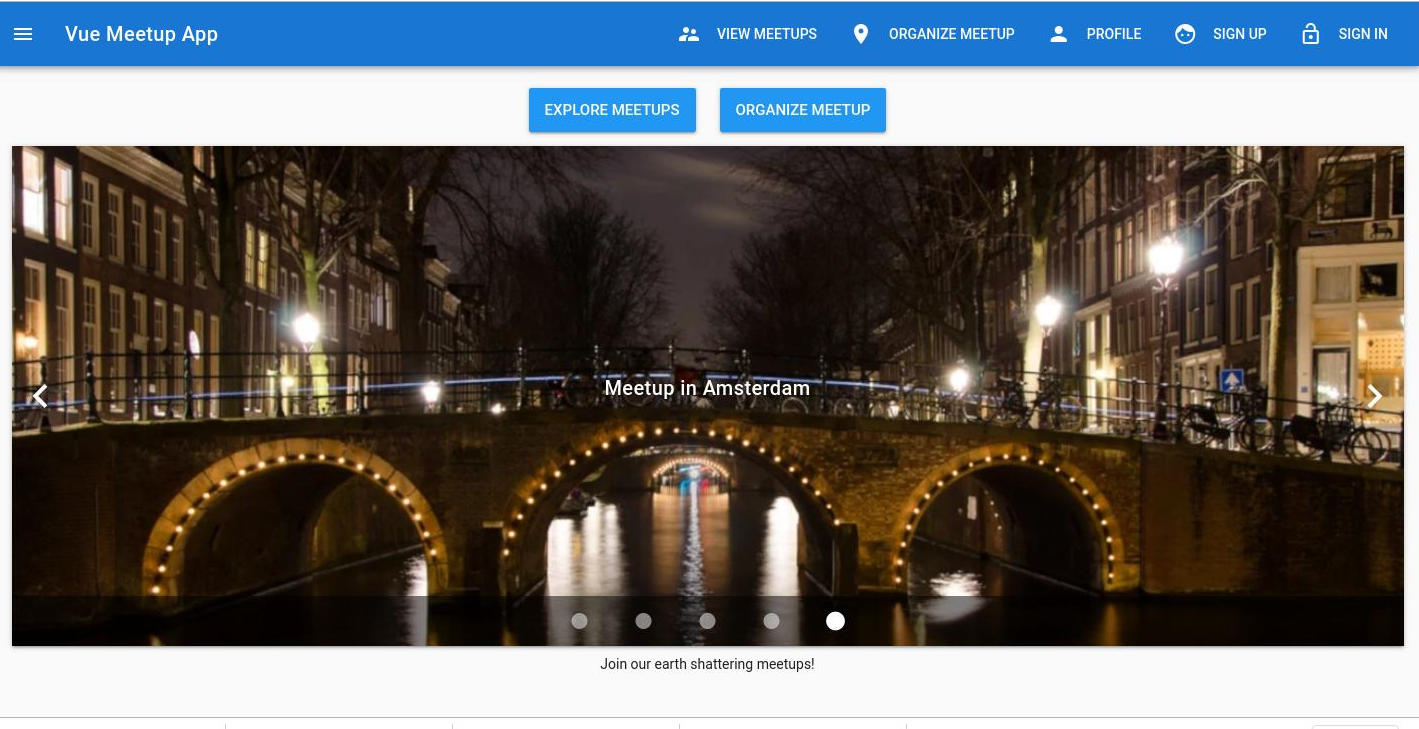 Vue Meetup App
VIEW MEETUPS
ORGANIZE MEETUP
PROFILE
SIGN UP
SIGN IN
EXPLORE MEETUPS
ORGANIZE MEETUP
Meetup in Amsterdam
Join our earth shattering meetups!